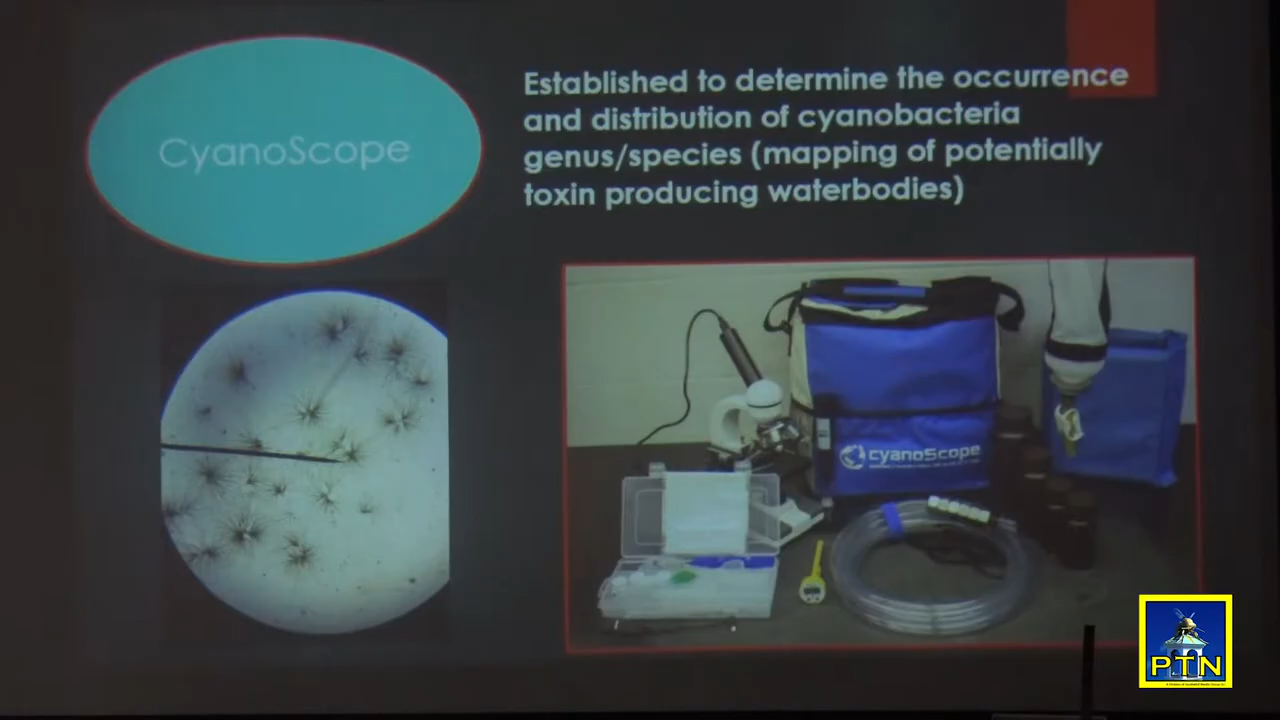 CyanoScope
Established to determine the occurrence
and distribution of cyanobacteria
genus/species (mapping of potentially
toxin producing waterbodies)
cyanoScope
PTN